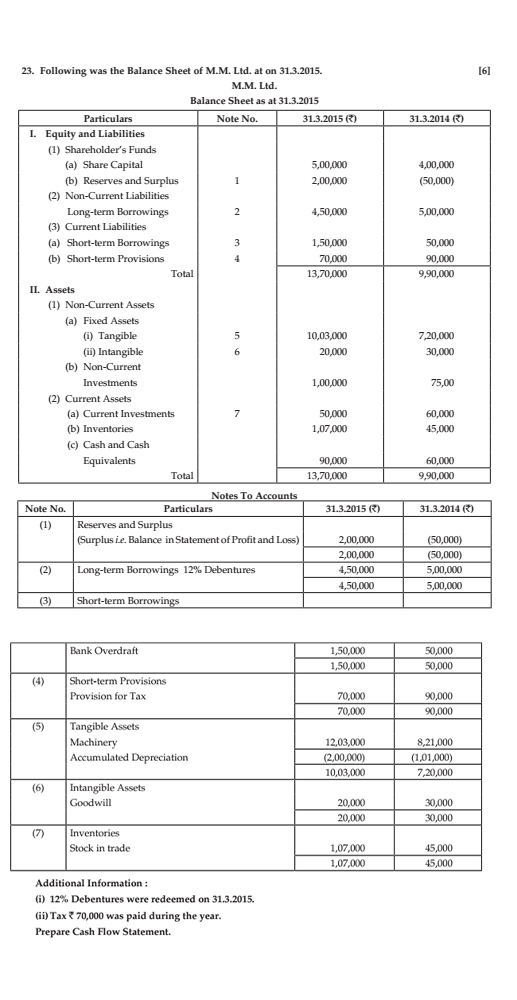 23. Following was the Balance Sheet of M.M. Ltd. at on 31.3.2015. [6]
M.M. Ltd.
Balance Sheet as at 31.3.2015
Particulars Note No. 31.3.2015 (₹) 31.3.2014 (₹)
I. Equity and Liabilities
(1) Shareholder's Funds
(a) Share Capital 5,00,000 4,00,000
(b) Reserves and Surplus 1 2,00,000 (50,000)
(2) Non-Current Liabilities
Long-term Borrowings 2 4,50,000 5,00,000
(3) Current Liabilities
(a) Short-term Borrowings 3 1,50,000 50,000
(b) Short-term Provisions 4 70,000 90,000
Total 13,70,000 9,90,000
II. Assets
(1) Non-Current Assets
(a) Fixed Assets
(i) Tangible 5 10,03,000 7,20,000
(ii) Intangible 6 20,000 30,000
(b) Non-Current
Investments 1,00,000 75,00
(2) Current Assets
(a) Current Investments 7 50,000 60,000
(b) Inventories 1,07,000 45,000
(c) Cash and Cash
Equivalents 90,000 60,000
Total 13,70,000 9,90,000
Notes To Accounts
Note No. Particulars 31.3.2015 (₹) 31.3.2014 (₹)
(1) Reserves and Surplus
(Surplus i.e. Balance in Statement of Profit and Loss) 2,00,000 (50,000)
2,00,000 (50,000)
(2) Long-term Borrowings 12% Debentures 4,50,000 5,00,000
4,50,000 5,00,000
(3) Short-term Borrowings
Bank Overdraft 1,50,000 50,000
1,50,000 50,000
(4) Short-term Provisions
Provision for Tax 70,000 90,000
70,000 90,000
(5) Tangible Assets
Machinery 12,03,000 8,21,000
Accumulated Depreciation (2,00,000) (1,01,000)
10,03,000 7,20,000
(6) Intangible Assets
Goodwill 20,000 30,000
20,000 30,000
(7) Inventories
Stock in trade 1,07,000 45,000
1,07,000 45,000
Additional Information :
(i) 12% Debentures were redeemed on 31.3.2015.
(ii) Tax ₹ 70,000 was paid during the year.
Prepare Cash Flow Statement.